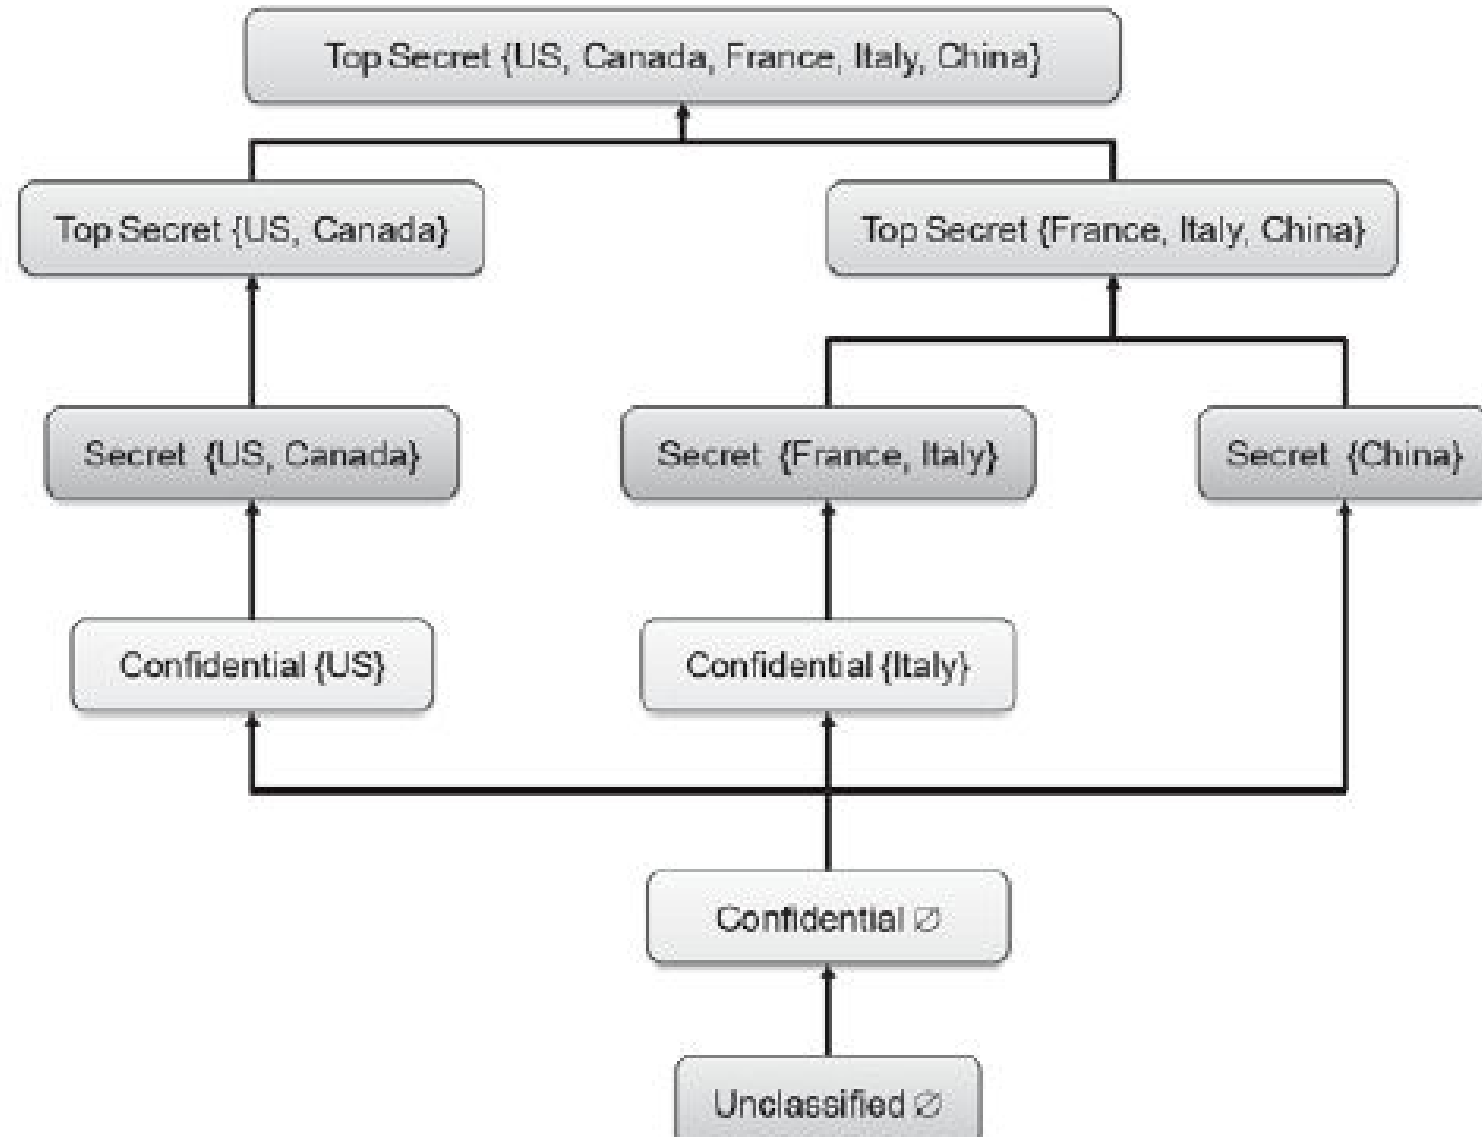 Top Secret {US, Canada, France, Italy, China}
Top Secret {US, Canada}
Top Secret {France, Italy, China}
Secret {US, Canada}
Secret {France, Italy}
Secret {China}
Confidential {US}
Confidential {Italy}
Confidential ∅
Unclassified ∅